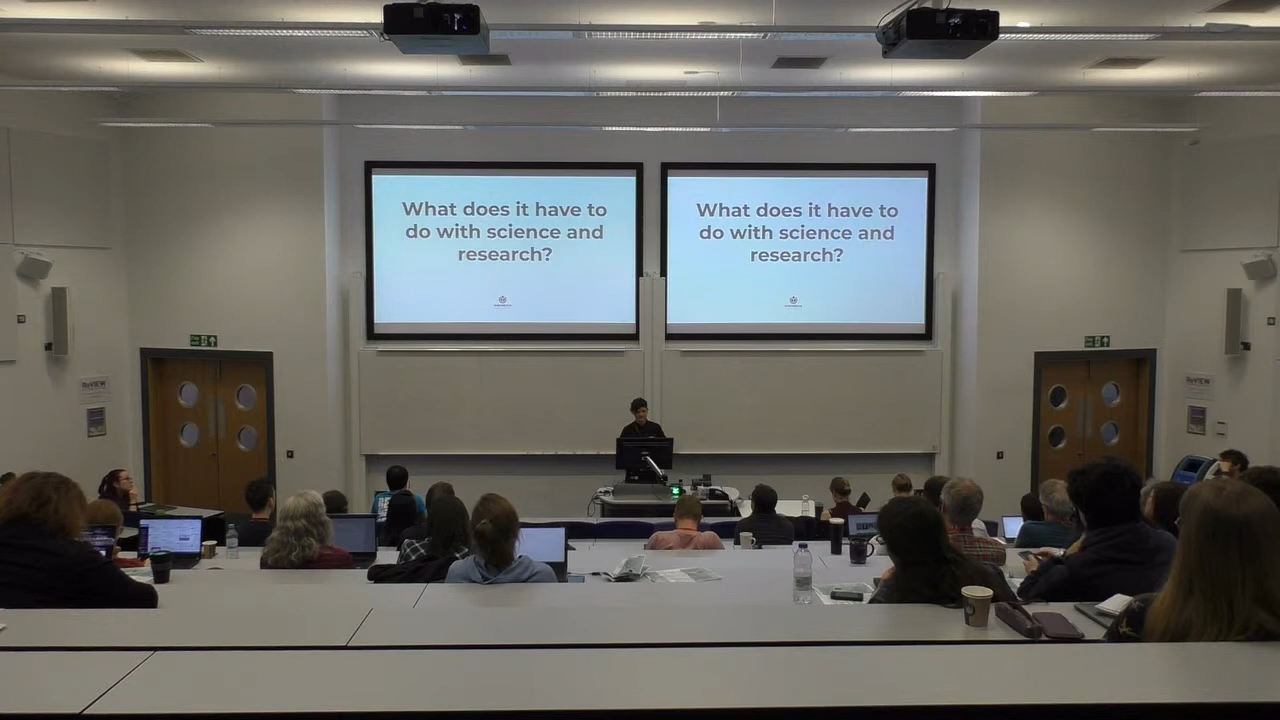 What does it have to
do with science and
research?
What does it have to
do with science and
research?
ReVIEW